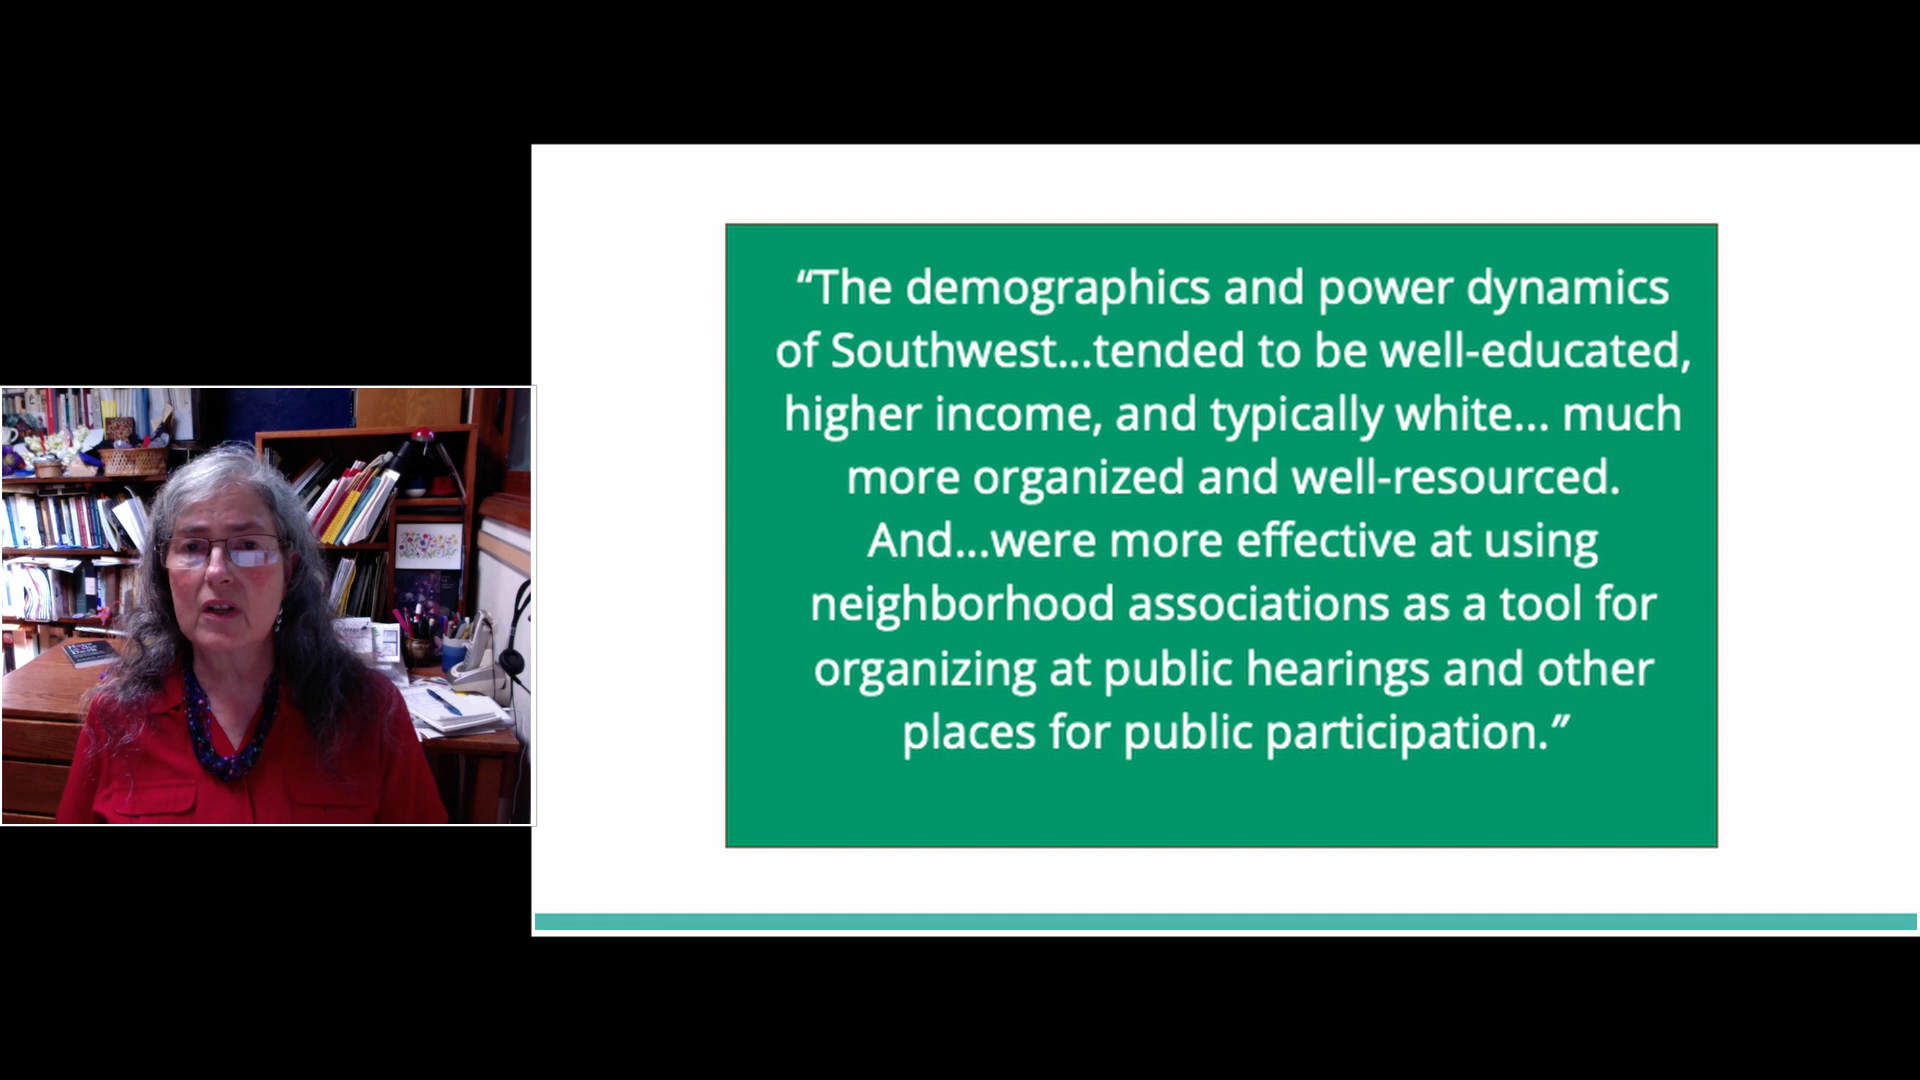 “The demographics and power dynamics
of Southwest...tended to be well-educated,
higher income, and typically white... much
more organized and well-resourced.
And...were more effective at using
neighborhood associations as a tool for
organizing at public hearings and other
places for public participation.”